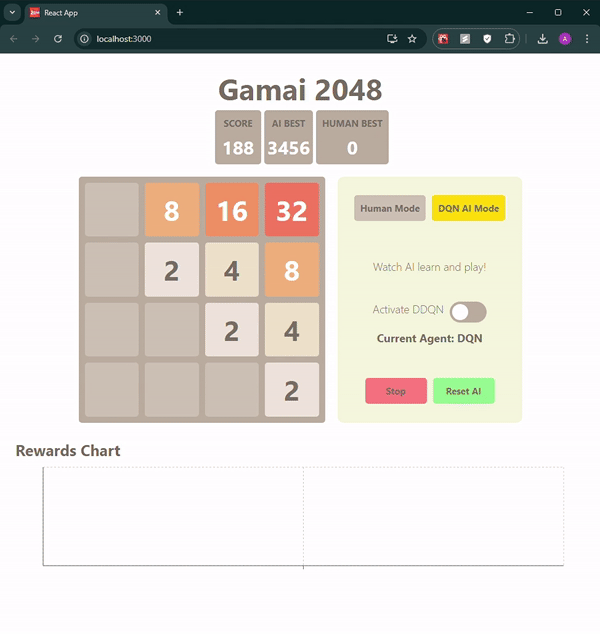 React App
localhost:3000
A
Gamai 2048
SCORE AI BEST HUMAN BEST
188 3456 0
8 16 32
2 4 8
2 4
2
Human Mode DQN AI Mode
Watch AI learn and play!
Activate DDQN
Current Agent: DQN
Stop Reset AI
Rewards Chart